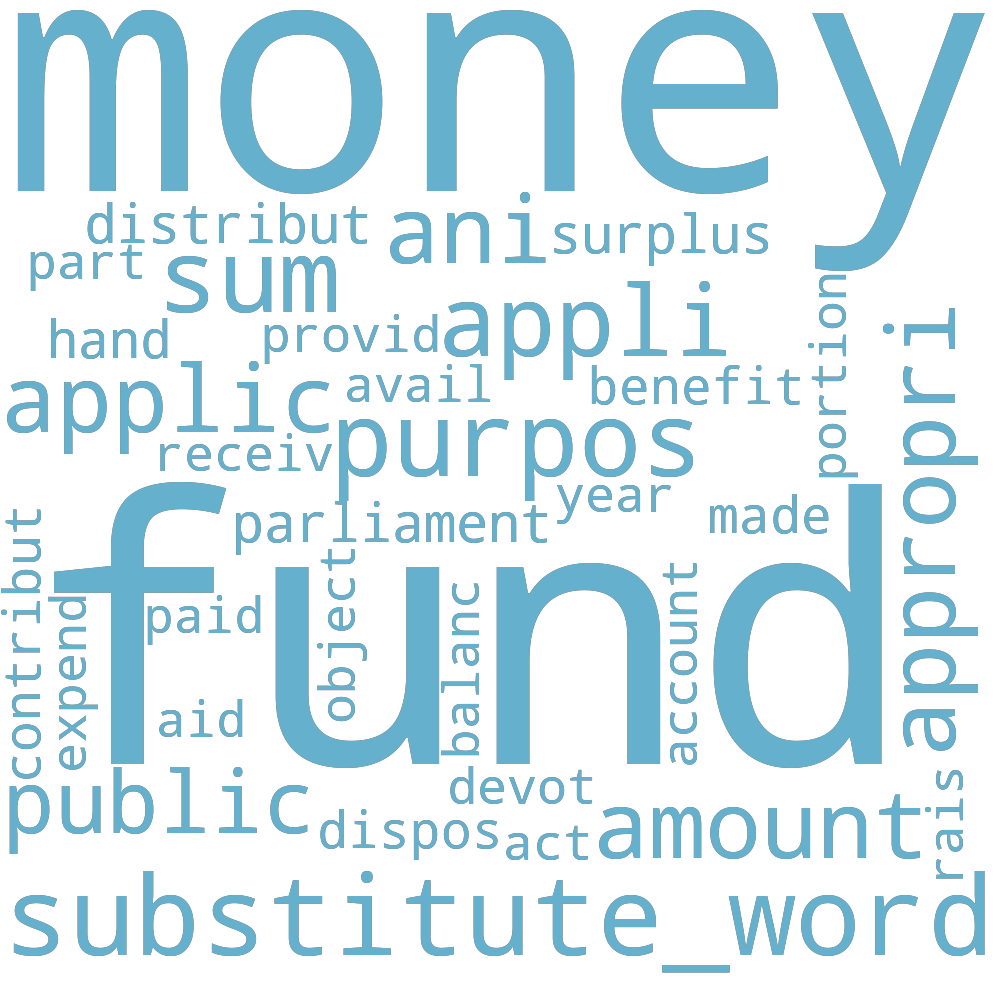 money
distribut
ani
surplus
part
sum
appli
portion
hand
provid
appropri
applic
avail
benefit
purpos
receiv
year
parliament
made
fund
contribut
expend
paid
object
balanc
account
aid
public
devot
amount
rais
dispos
act
substitute_word